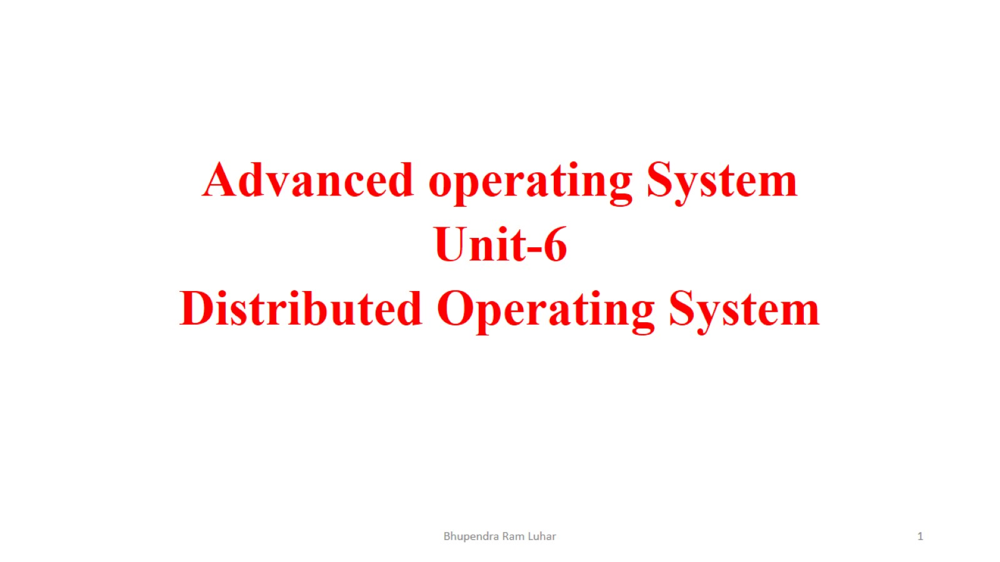 Advanced operating System
Unit-6
Distributed Operating System
Bhupendra Ram Luhar
1